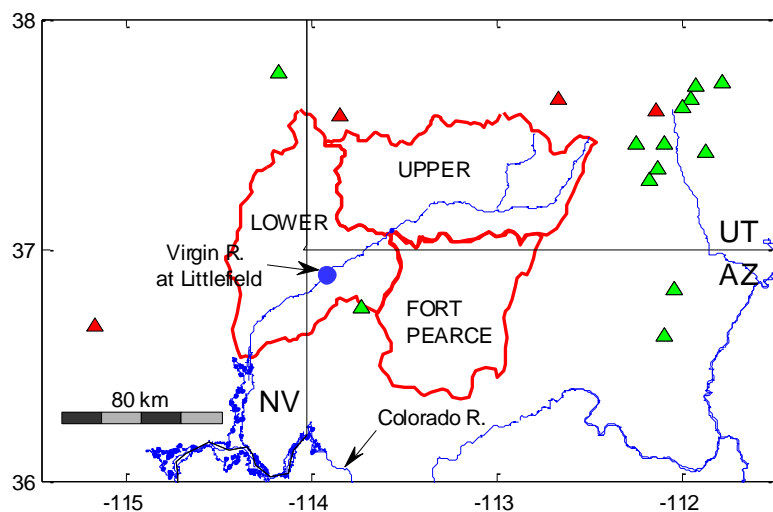 38
UPPER
LOWER
Virgin R.
at Littlefield
UT
37
AZ
FORT
PEARCE
80 km
NV
Colorado R.
36
-115
-114
-113
-112